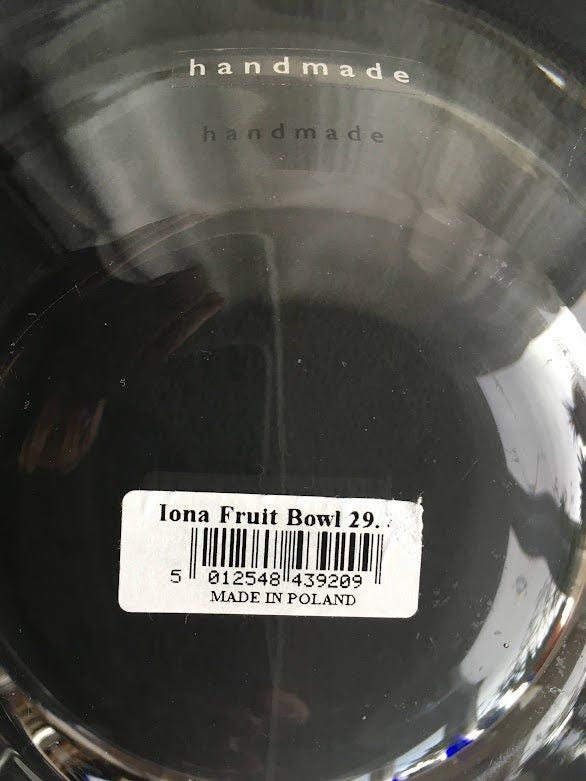 handmade
handmade
Iona Fruit Bowl 29.
5 012548 439209
MADE IN POLAND